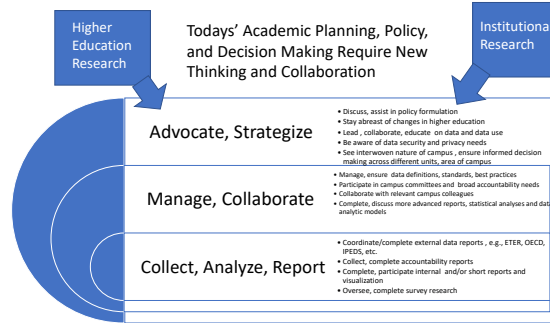 Higher
Education
Research
Todays’ Academic Planning, Policy,
and Decision Making Require New
Thinking and Collaboration
Institutional
Research
Advocate, Strategize
• Discuss, assist in policy formulation
• Stay abreast of changes in higher education
• Lead , collaborate, educate on data and data use
• Be aware of data security and privacy needs
• See interwoven nature of campus , ensure informed decision
making across different units, area of campus
Manage, Collaborate
• Manage, ensure data definitions, standards, best practices
• Participate in campus committees and broad accountability needs
• Collaborate with relevant campus colleagues
• Complete, discuss more advanced reports, statistical analyses and data
analytic models
Collect, Analyze, Report
• Coordinate/complete external data reports , e.g., ETER, OECD,
IPEDS, etc.
• Collect, complete accountability reports
• Complete, participate internal and/or short reports and
visualization
• Oversee, complete survey research